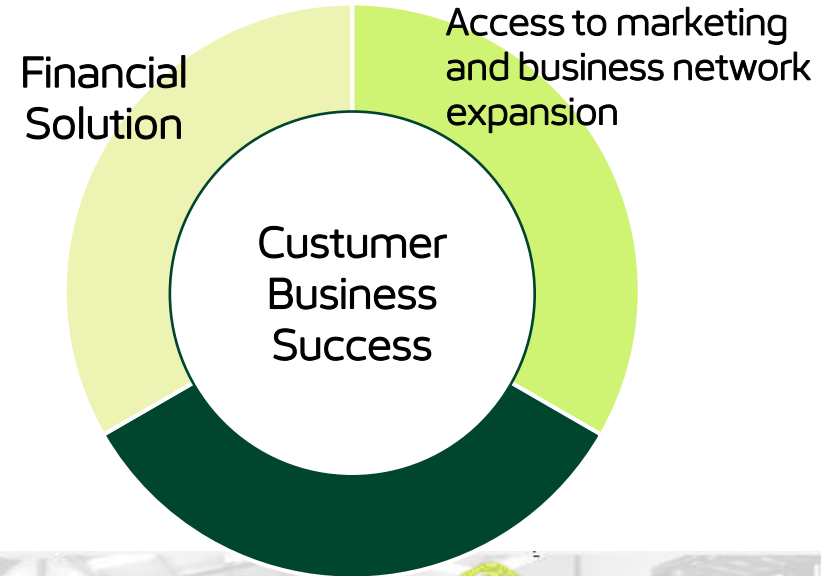 Financial
Solution
Access to marketing
and business network
expansion
Custumer
Business
Success